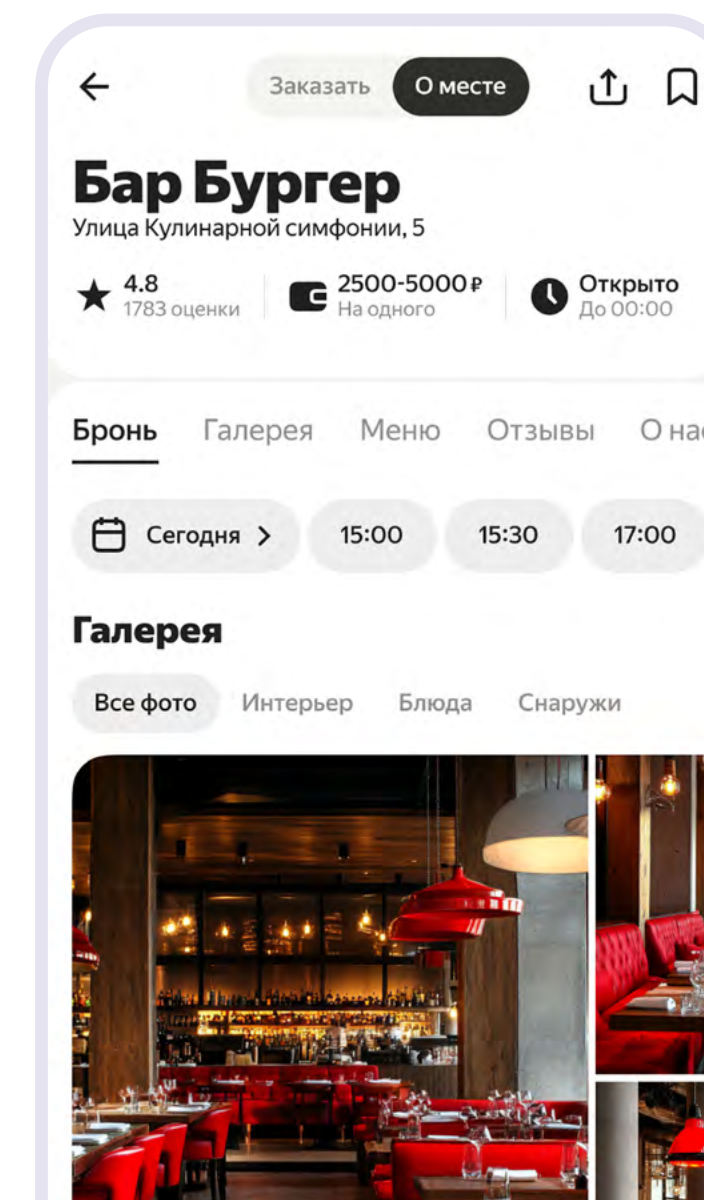 Заказать О месте
Бар Бургер
Улица Кулинарной симфонии, 5
4.8 2500-5000 ₽ Открыто
1783 оценки На одного До 00:00
Бронь Галерея Меню Отзывы О нас
Сегодня 15:00 15:30 17:00
Галерея
Все фото Интерьер Блюда Снаружи